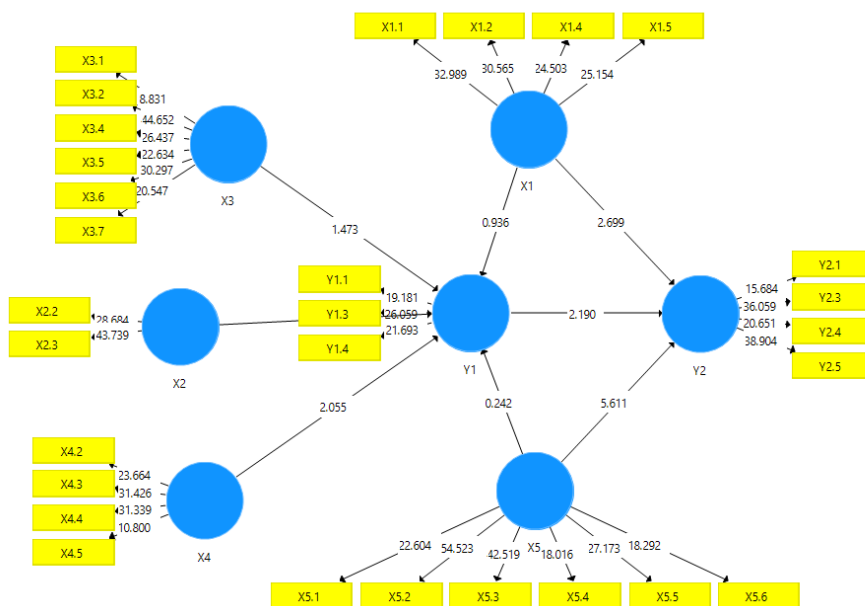 X1.1
X1.2
X1.4
X1.5
32.989
30.565
24.503
25.154
X1
X3.1
X3.2
X3.4
X3.5
X3.6
X3.7
8.831
44.652
26.437
22.634
30.297
20.547
X3
1.473
0.936
2.699
Y1.1
Y1.3
Y1.4
19.181
26.059
21.693
Y1
2.190
Y2.1
Y2.3
Y2.4
Y2.5
15.684
36.059
20.651
38.904
Y2
X2.2
X2.3
28.684
43.739
X2
2.055
0.242
5.611
X4.2
X4.3
X4.4
X4.5
23.664
31.426
31.339
10.800
X4
X5
22.604
54.523
42.519
18.016
27.173
18.292
X5.1
X5.2
X5.3
X5.4
X5.5
X5.6